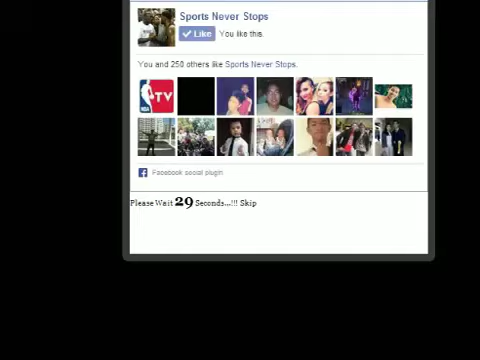 Sports Never Stops
Like You like this.
You and 250 others like Sports Never Stops.
TV
NBA
Facebook social plugin
Please Wait 29 Seconds...!!! Skip